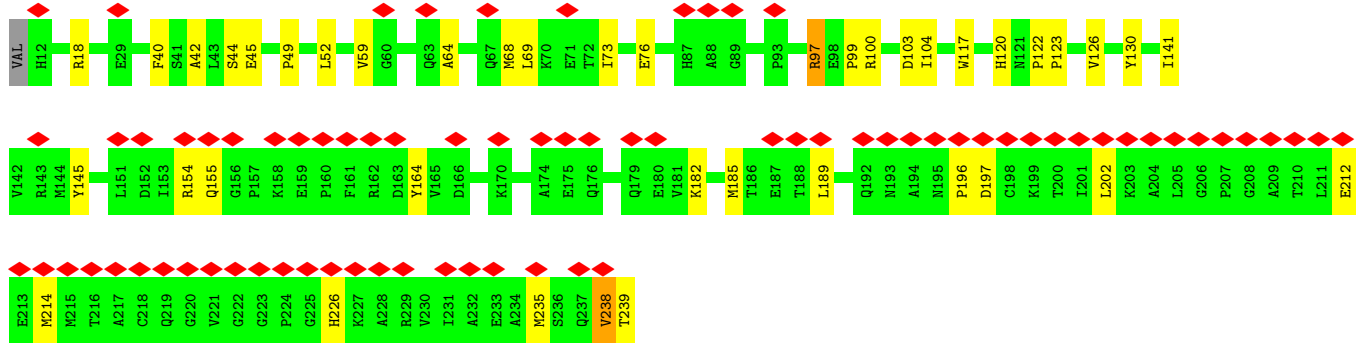 VAL H12 R18 E29 F40 S41 A42 L43 S44 E45 P49 L52 V59 G60 Q63 A64 Q67 M68 L69 K70 E71 T72 I73 E76 H87 A88 G89 P93 R97 E98 P99 R100 D103 I104 W117 H120 N121 P122 P123 V126 Y130 I141
V142 R143 M144 Y145 L151 D152 I153 R154 Q155 G156 P157 K158 E159 P160 F161 R162 D163 Y164 V165 D166 K170 A174 E175 Q176 Q179 E180 V181 K182 M185 T186 E187 T188 L189 Q192 N193 A194 N195 P196 D197 C198 K199 T200 I201 L202 K203 A204 L205 G206 P207 G208 A209 T210 L211 E212
E213 M214 M215 T216 A217 C218 Q219 G220 V221 G222 G223 P224 G225 H226 K227 A228 R229 V230 I231 A232 E233 A234 M235 S236 Q237 V238 T239